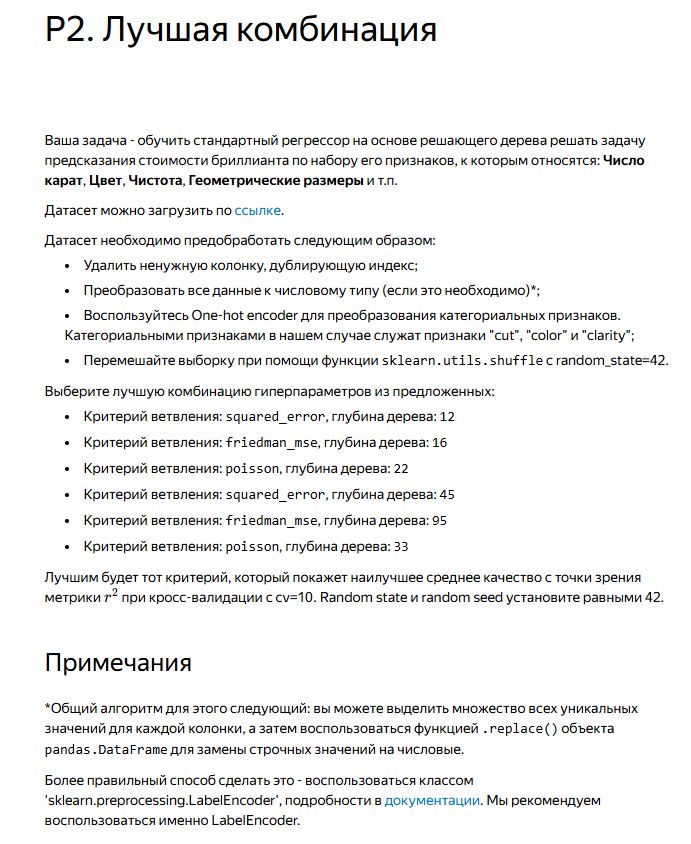 P2. Лучшая комбинация
Ваша задача - обучить стандартный регрессор на основе решающего дерева решать задачу
предсказания стоимости бриллианта по набору его признаков, к которым относятся: Число
карат, Цвет, Чистота, Геометрические размеры и т.п.
Датасет можно загрузить по ссылке.
Датасет необходимо предобработать следующим образом:
• Удалить ненужную колонку, дублирующую индекс;
• Преобразовать все данные к числовому типу (если это необходимо)*;
• Воспользуйтесь One-hot encoder для преобразования категориальных признаков.
Категориальными признаками в нашем случае служат признаки "cut", "color" и "clarity";
• Перемешайте выборку при помощи функции sklearn.utils.shuffle с random_state=42.
Выберите лучшую комбинацию гиперпараметров из предложенных:
• Критерий ветвления: squared_error, глубина дерева: 12
• Критерий ветвления: friedman_mse, глубина дерева: 16
• Критерий ветвления: poisson, глубина дерева: 22
• Критерий ветвления: squared_error, глубина дерева: 45
• Критерий ветвления: friedman_mse, глубина дерева: 95
• Критерий ветвления: poisson, глубина дерева: 33
Лучшим будет тот критерий, который покажет наилучшее среднее качество с точки зрения
метрики r² при кросс-валидации с cv=10. Random state и random seed установите равными 42.
Примечания
*Общий алгоритм для этого следующий: вы можете выделить множество всех уникальных
значений для каждой колонки, а затем воспользоваться функцией .replace() объекта
pandas.DataFrame для замены строчных значений на числовые.
Более правильный способ сделать это - воспользоваться классом
'sklearn.preprocessing.LabelEncoder', подробности в документации. Мы рекомендуем
воспользоваться именно LabelEncoder.